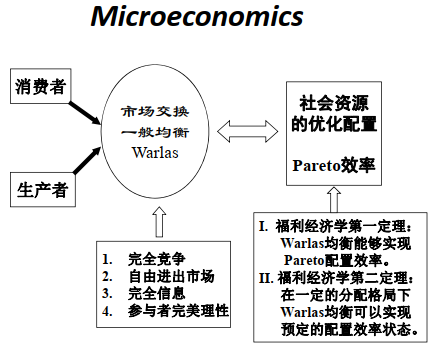 Microeconomics
消费者
生产者
市场交换
一般均衡
Warlas
社会资源
的优化配置
Pareto效率
1. 完全竞争
2. 自由进出市场
3. 完全信息
4. 参与者完美理性
I. 福利经济学第一定理：
Warlas均衡能够实现
Pareto配置效率。
II. 福利经济学第二定理：
在一定的分配格局下
Warlas均衡可以实现
预定的配置效率状态。